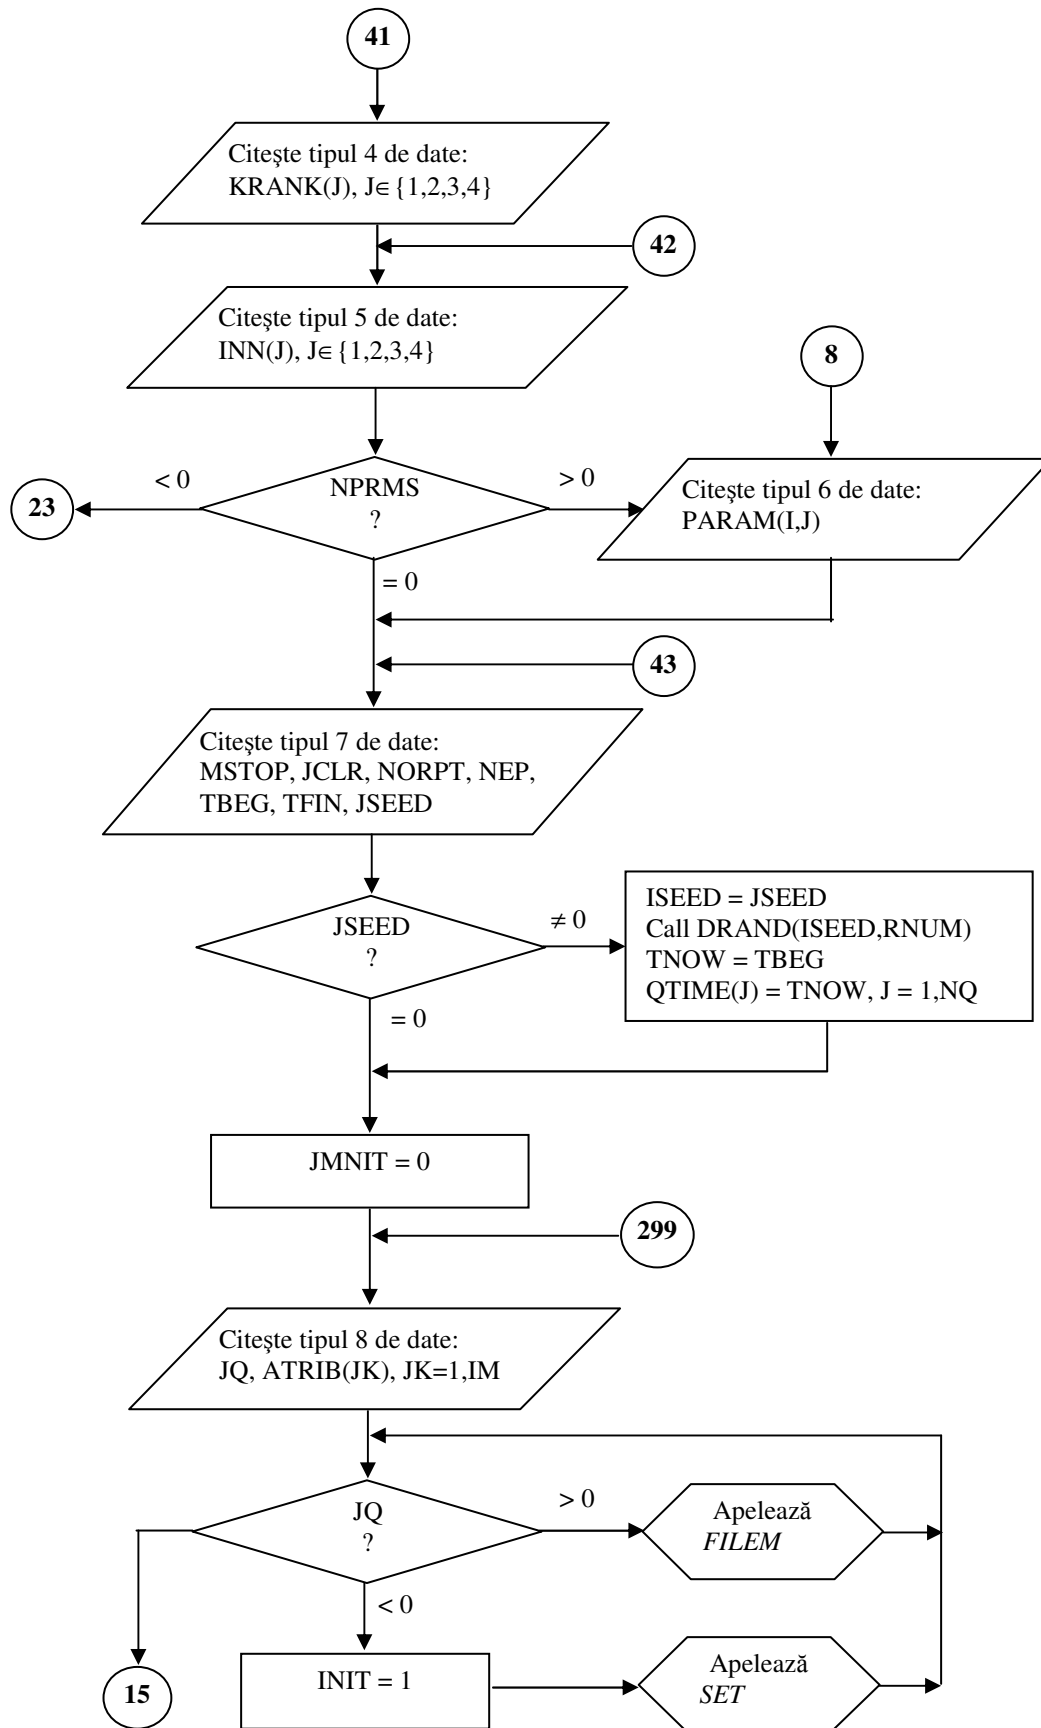 41
Citeşte tipul 4 de date:
KRANK(J), J∈{1,2,3,4}
42
Citeşte tipul 5 de date:
INN(J), J∈{1,2,3,4}
8
< 0
NPRMS
?
> 0
23
Citeşte tipul 6 de date:
PARAM(I,J)
= 0
43
Citeşte tipul 7 de date:
MSTOP, JCLR, NORPT, NEP,
TBEG, TFIN, JSEED
JSEED
?
≠ 0
ISEED = JSEED
Call DRAND(ISEED,RNUM)
TNOW = TBEG
QTIME(J) = TNOW, J = 1,NQ
= 0
JMNIT = 0
299
Citeşte tipul 8 de date:
JQ, ATRIB(JK), JK=1,IM
JQ
?
> 0
Apelează
FILEM
< 0
15
INIT = 1
Apelează
SET